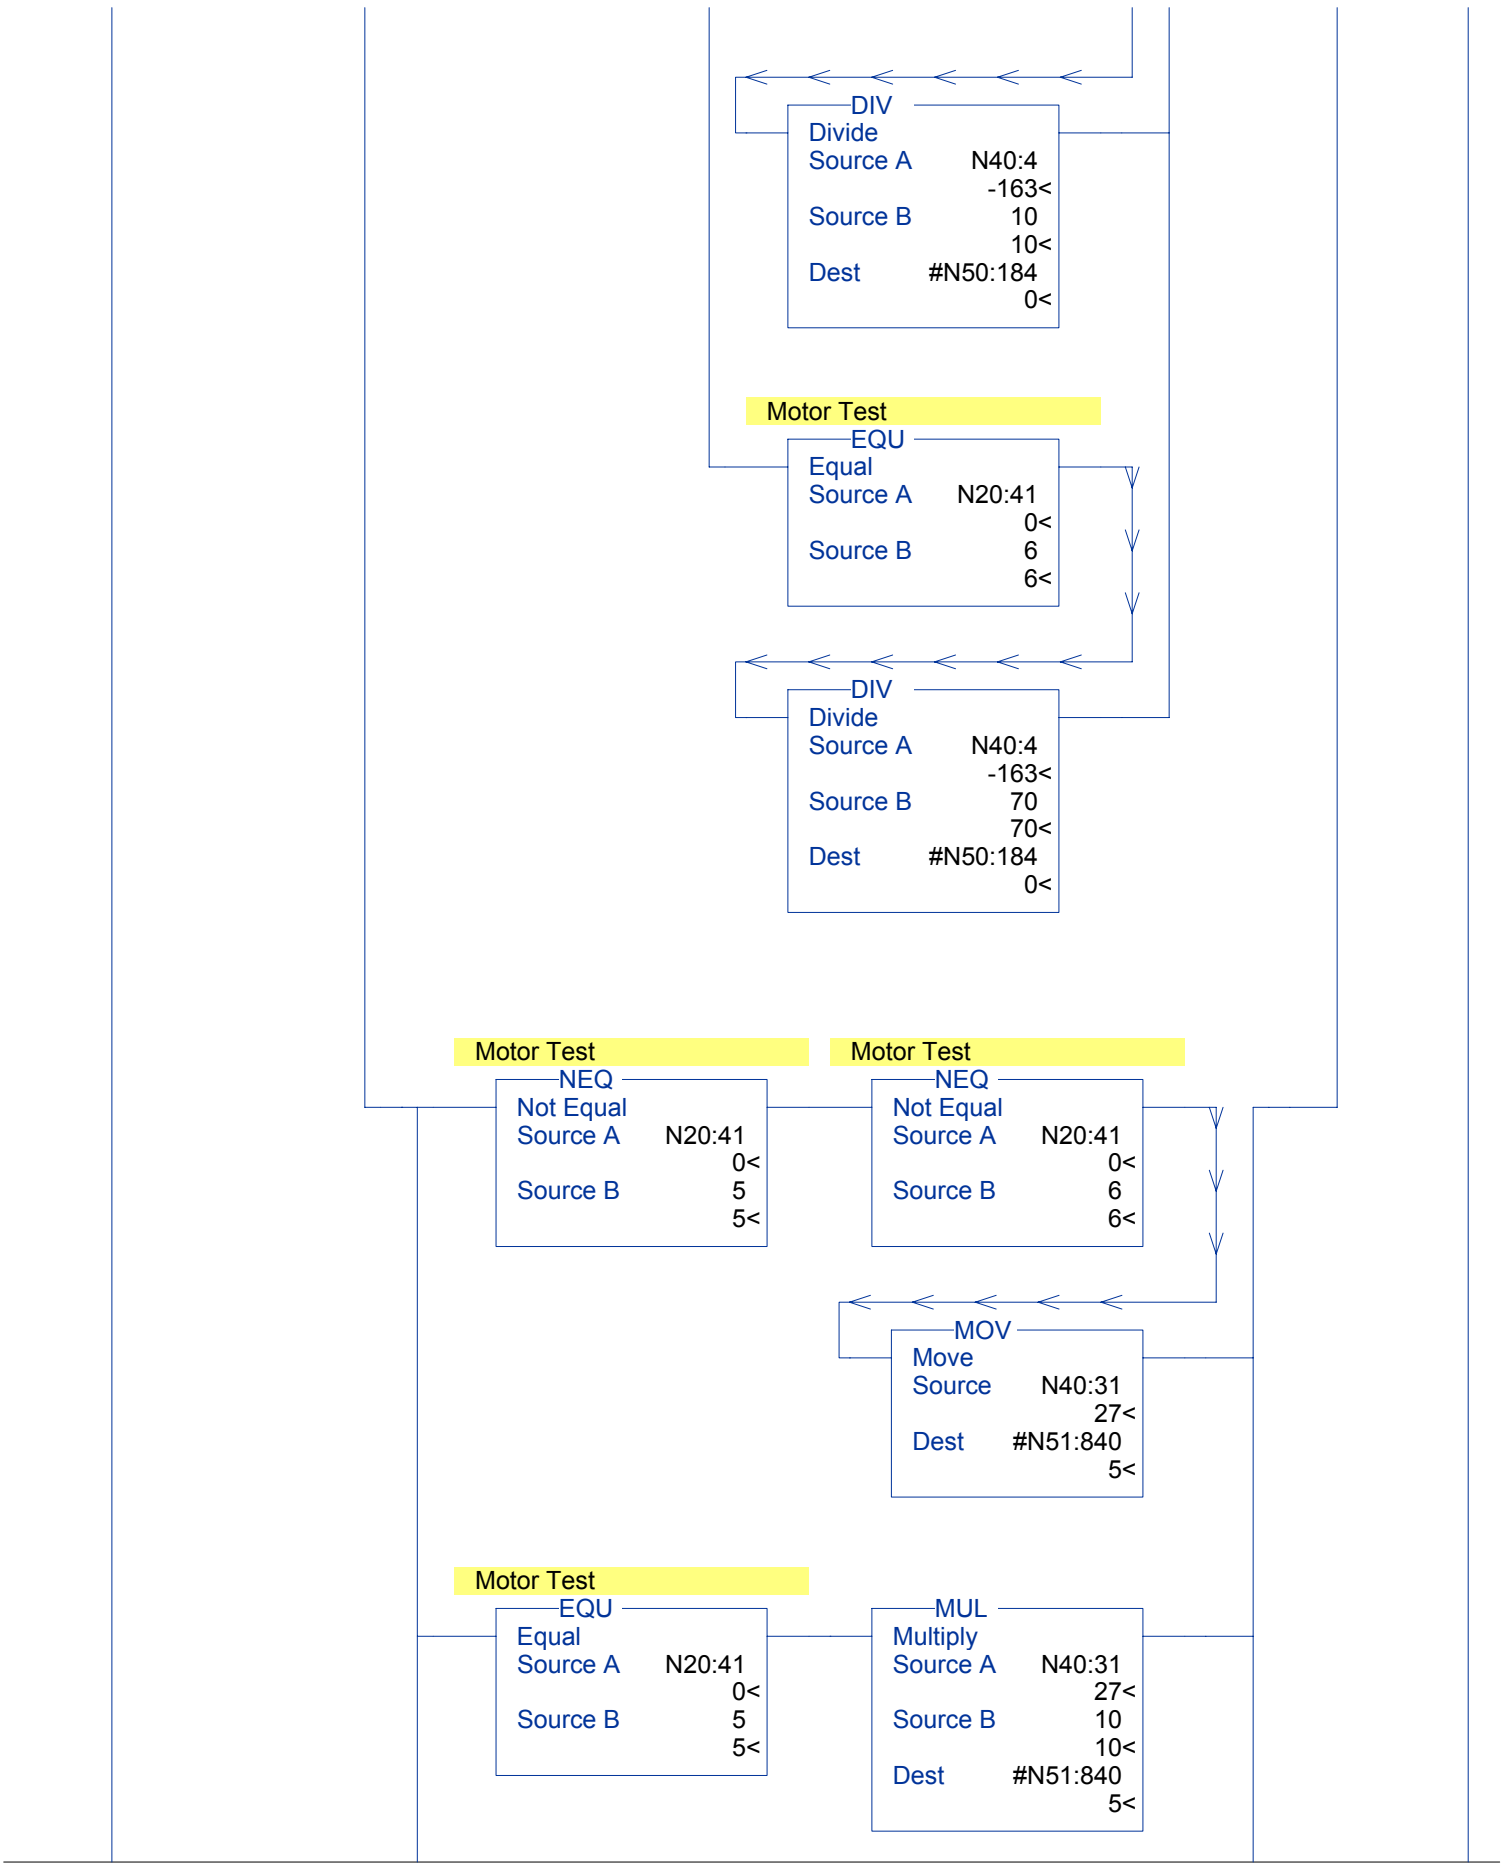 DIV
Divide
Source A N40:4
-163<
Source B 10
10<
Dest #N50:184
0<
Motor Test
EQU
Equal
Source A N20:41
0<
Source B 6
6<
DIV
Divide
Source A N40:4
-163<
Source B 70
70<
Dest #N50:184
0<
Motor Test
NEQ
Not Equal
Source A N20:41
0<
Source B 5
5<
Motor Test
NEQ
Not Equal
Source A N20:41
0<
Source B 6
6<
MOV
Move
Source N40:31
27<
Dest #N51:840
5<
Motor Test
EQU
Equal
Source A N20:41
0<
Source B 5
5<
MUL
Multiply
Source A N40:31
27<
Source B 10
10<
Dest #N51:840
5<